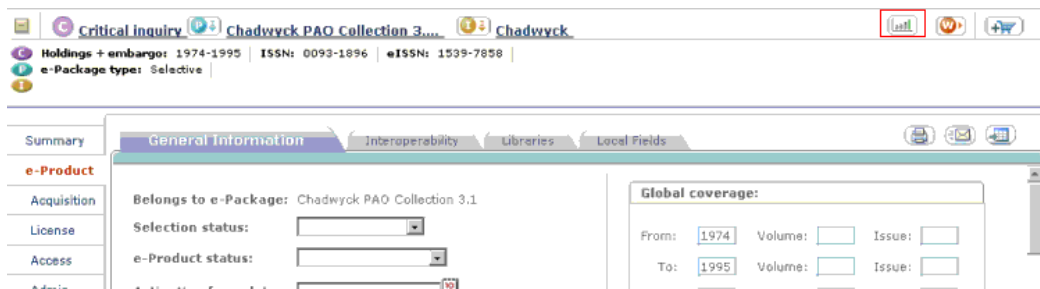 C Critical inquiry P i Chadwyck PAO Collection 3.... I i Chadwyck W
C Holdings + embargo: 1974-1995 ISSN: 0093-1896 eISSN: 1539-7858
P e-Package type: Selective
I
Summary General Information Interoperability Libraries Local Fields
e-Product
Acquisition Belongs to e-Package: Chadwyck PAO Collection 3.1 Global coverage:
License Selection status: From: 1974 Volume: Issue:
Access e-Product status: To: 1995 Volume: Issue: